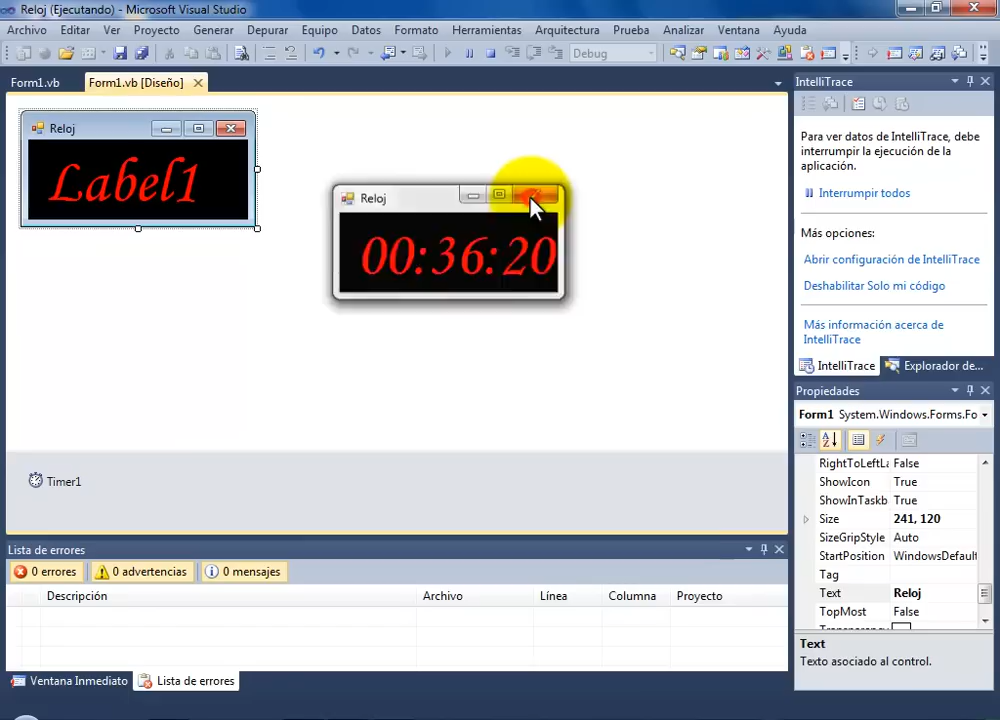 Reloj (Ejecutando) - Microsoft Visual Studio
Archivo Editar Ver Proyecto Generar Depurar Equipo Datos Formato Herramientas Arquitectura Prueba Analizar Ventana Ayuda
Debug
Form1.vb Form1.vb [Diseño]
Reloj
Label1
Reloj
00:36:20
Timer1
IntelliTrace
Para ver datos de IntelliTrace, debe
interrumpir la ejecución de la
aplicación.
Interrumpir todos
Más opciones:
Abrir configuración de IntelliTrace
Deshabilitar Solo mi código
Más información acerca de
IntelliTrace
IntelliTrace Explorador de...
Propiedades
Form1 System.Windows.Forms.Fo
RightToLeftLa False
ShowIcon True
ShowInTaskb True
Size 241, 120
SizeGripStyle Auto
StartPosition WindowsDefault
Tag
Text Reloj
TopMost False
Text
Texto asociado al control.
Lista de errores
0 errores 0 advertencias 0 mensajes
Descripción Archivo Línea Columna Proyecto
Ventana Inmediato Lista de errores